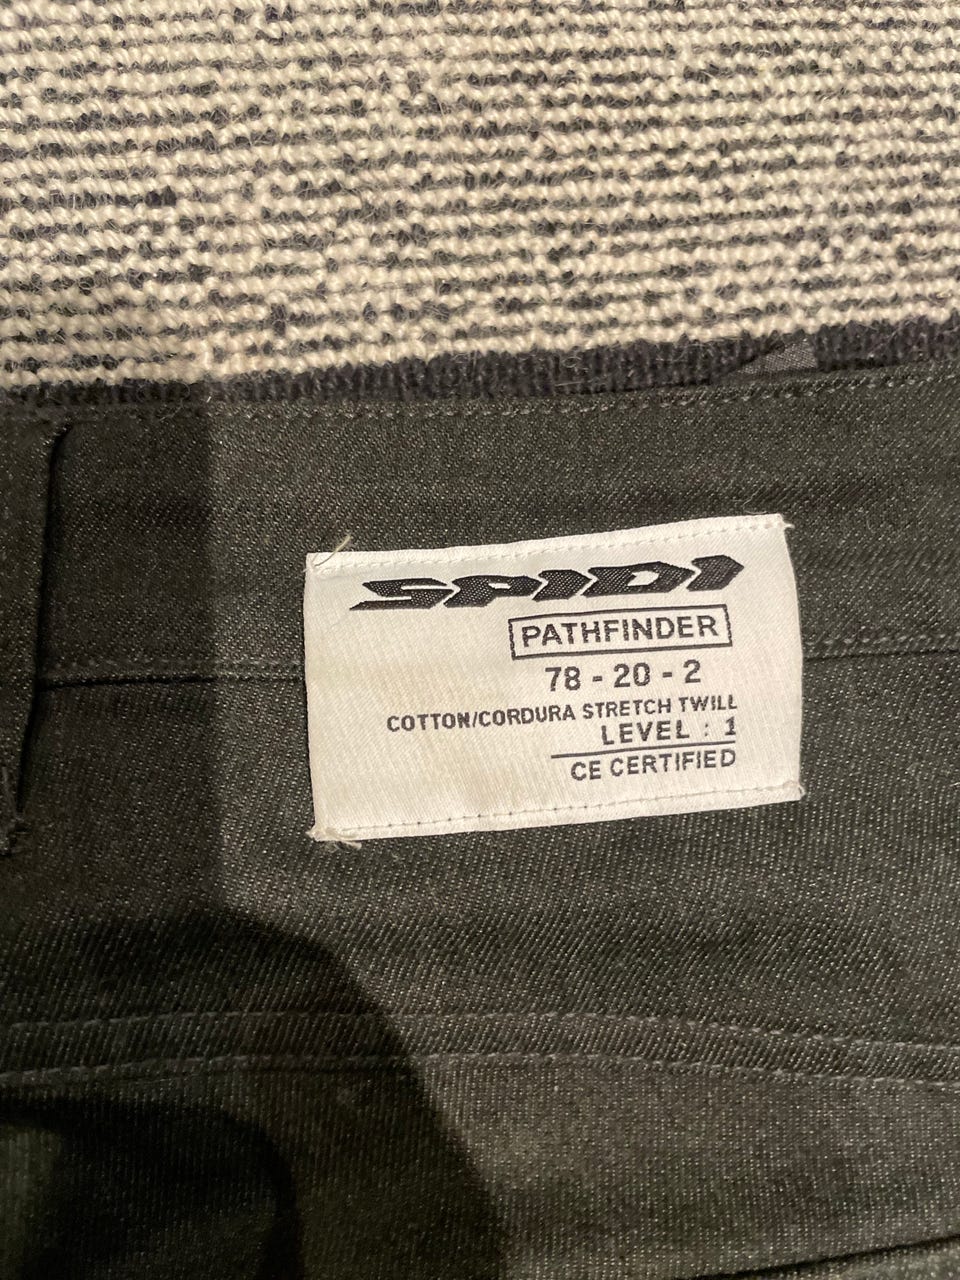 SPIDI
PATHFINDER
78 - 20 - 2
COTTON/CORDURA STRETCH TWILL
LEVEL : 1
CE CERTIFIED